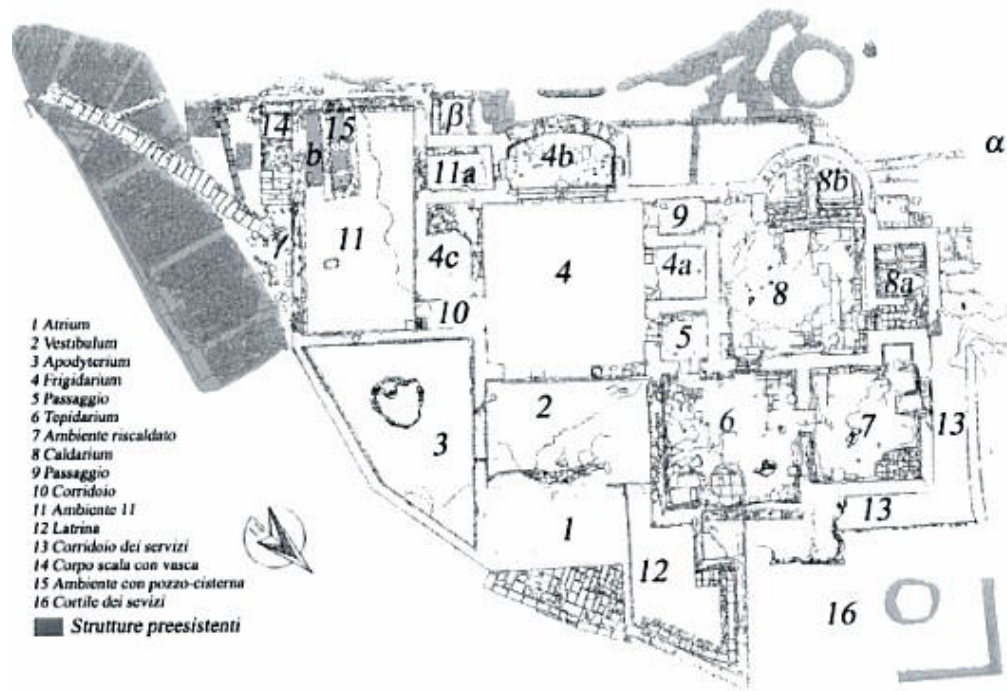 14
15
β
b
4b
α
11a
8b
9
11
4c
4
4a
8
8a
10
5
1 Atrium
2 Vestibulum
3 Apodyterium
4 Frigidarium
5 Passaggio
6 Tepidarium
7 Ambiente riscaldato
8 Caldarium
9 Passaggio
10 Corridoio
11 Ambiente 11
12 Latrina
13 Corridoio dei servizi
14 Corpo scala con vasca
15 Ambiente con pozzo-cisterna
16 Cortile dei sevizi
Strutture preesistenti
2
3
6
7
13
1
13
12
16